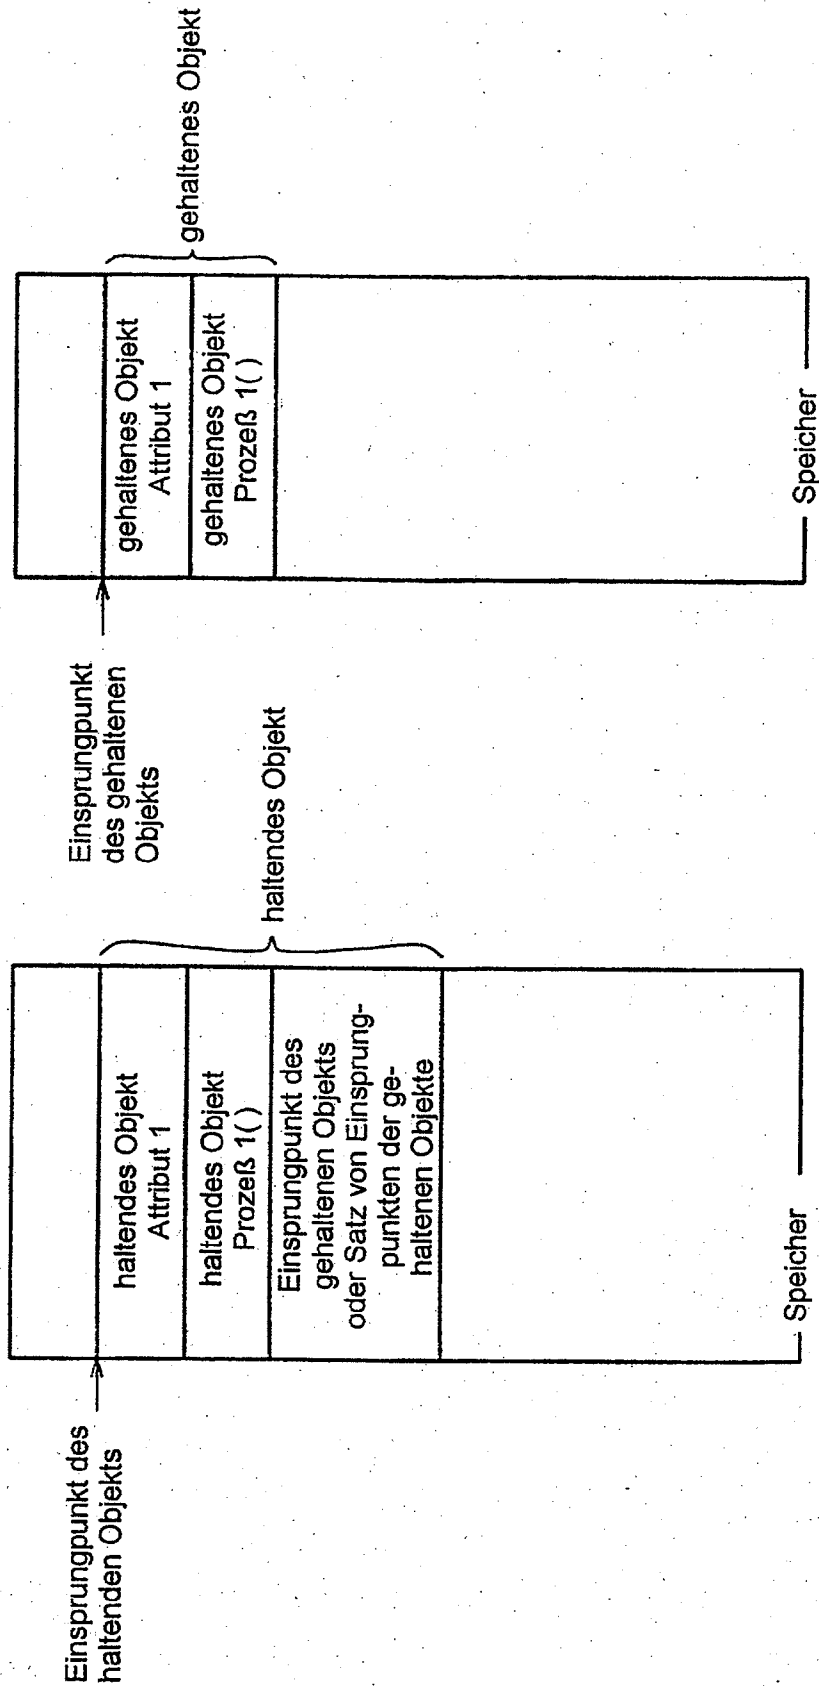 Einsprungpunkt des
haltenden Objekts
haltendes Objekt
Attribut 1
haltendes Objekt
Prozeß 1( )
Einsprungpunkt des
gehaltenen Objekts
oder Satz von Einsprung-
punkten der ge-
haltenen Objekte
haltendes Objekt
Speicher
Einsprungpunkt
des gehaltenen
Objekts
gehaltenes Objekt
Attribut 1
gehaltenes Objekt
Prozeß 1( )
gehaltenes Objekt
Speicher